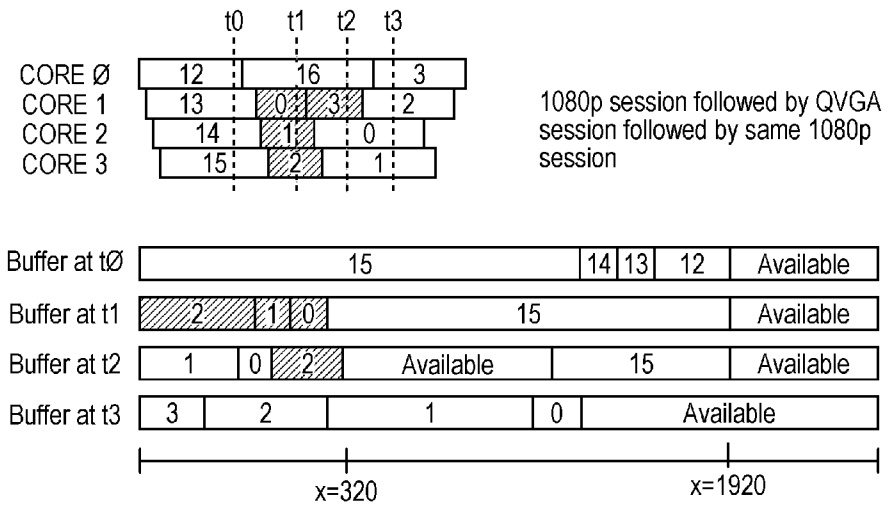 t0 t1 t2 t3
CORE Ø 12 16 3
CORE 1 13 0 3 2
CORE 2 14 1 0
CORE 3 15 2 1
1080p session followed by QVGA
session followed by same 1080p
session
Buffer at tØ 15 14 13 12 Available
Buffer at t1 2 1 0 15 Available
Buffer at t2 1 0 2 Available 15 Available
Buffer at t3 3 2 1 0 Available
x=320 x=1920